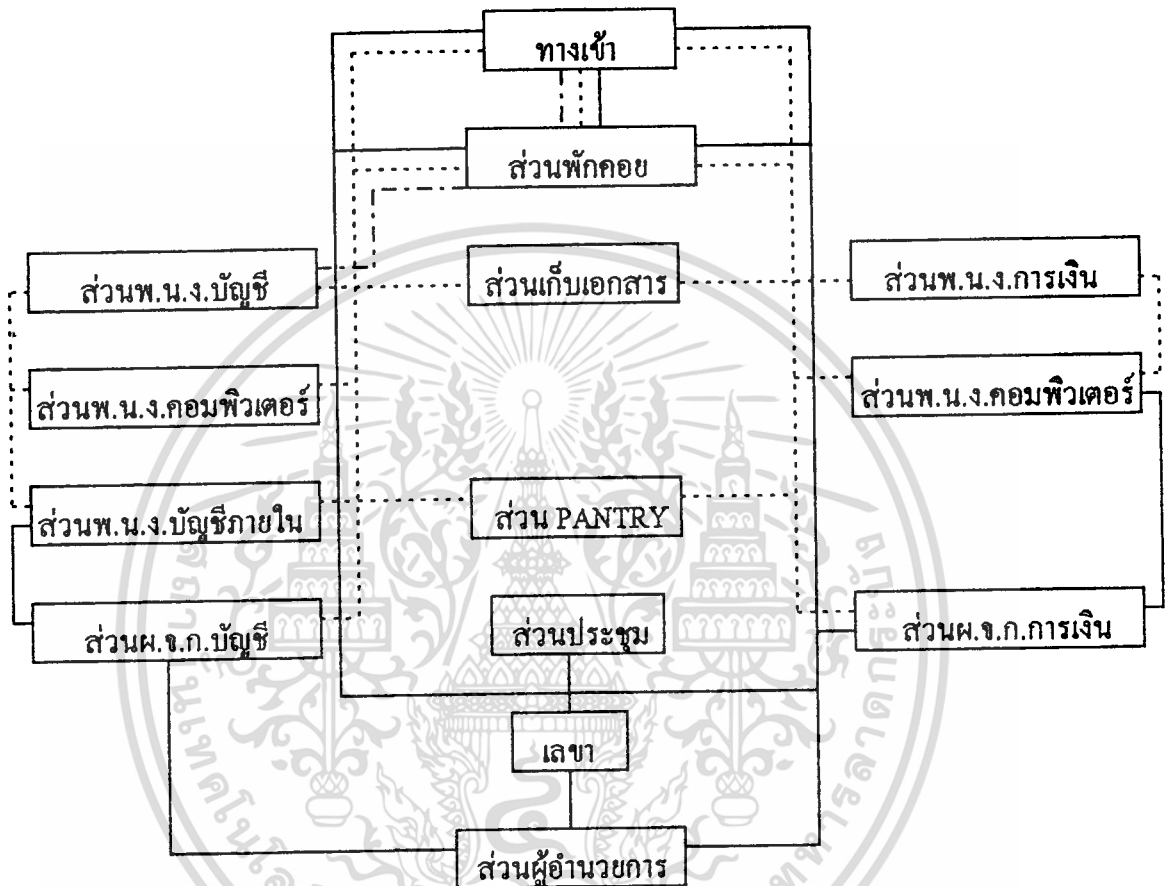 ทางเข้า
ส่วนพักคอย
ส่วนพ.น.ง.บัญชี
ส่วนเก็บเอกสาร
ส่วนพ.น.ง.การเงิน
ส่วนพ.น.ง.คอมพิวเตอร์
ส่วนพ.น.ง.คอมพิวเตอร์
ส่วนพ.น.ง.บัญชีภายใน
ส่วน PANTRY
ส่วนผ.จ.ก.บัญชี
ส่วนประชุม
ส่วนผ.จ.ก.การเงิน
เลขา
ส่วนผู้อำนวยการ